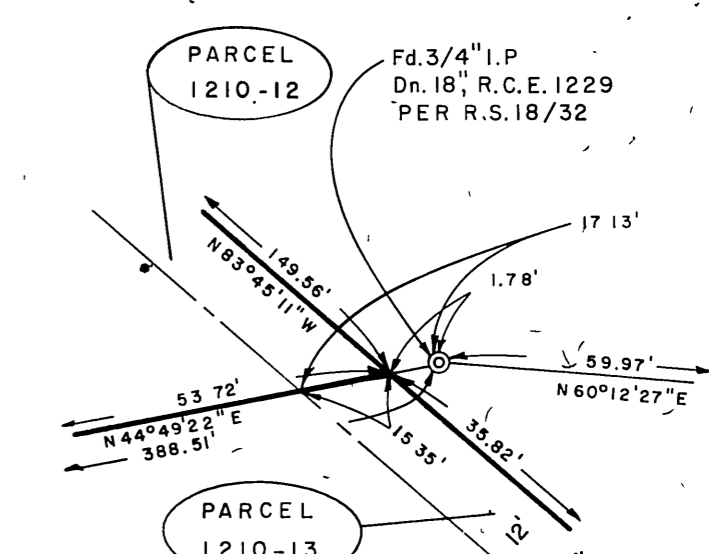 PARCEL
1210-12
Fd. 3/4" I.P
Dn. 18", R.C.E. 1229
PER R.S. 18/32
17 13'
149.56'
N 83°45'11" W
1.78'
59.97'
N 60°12'27" E
53 72'
N 44°49'22" E
388.51'
15 35'
35.82'
12'
PARCEL
1210-13